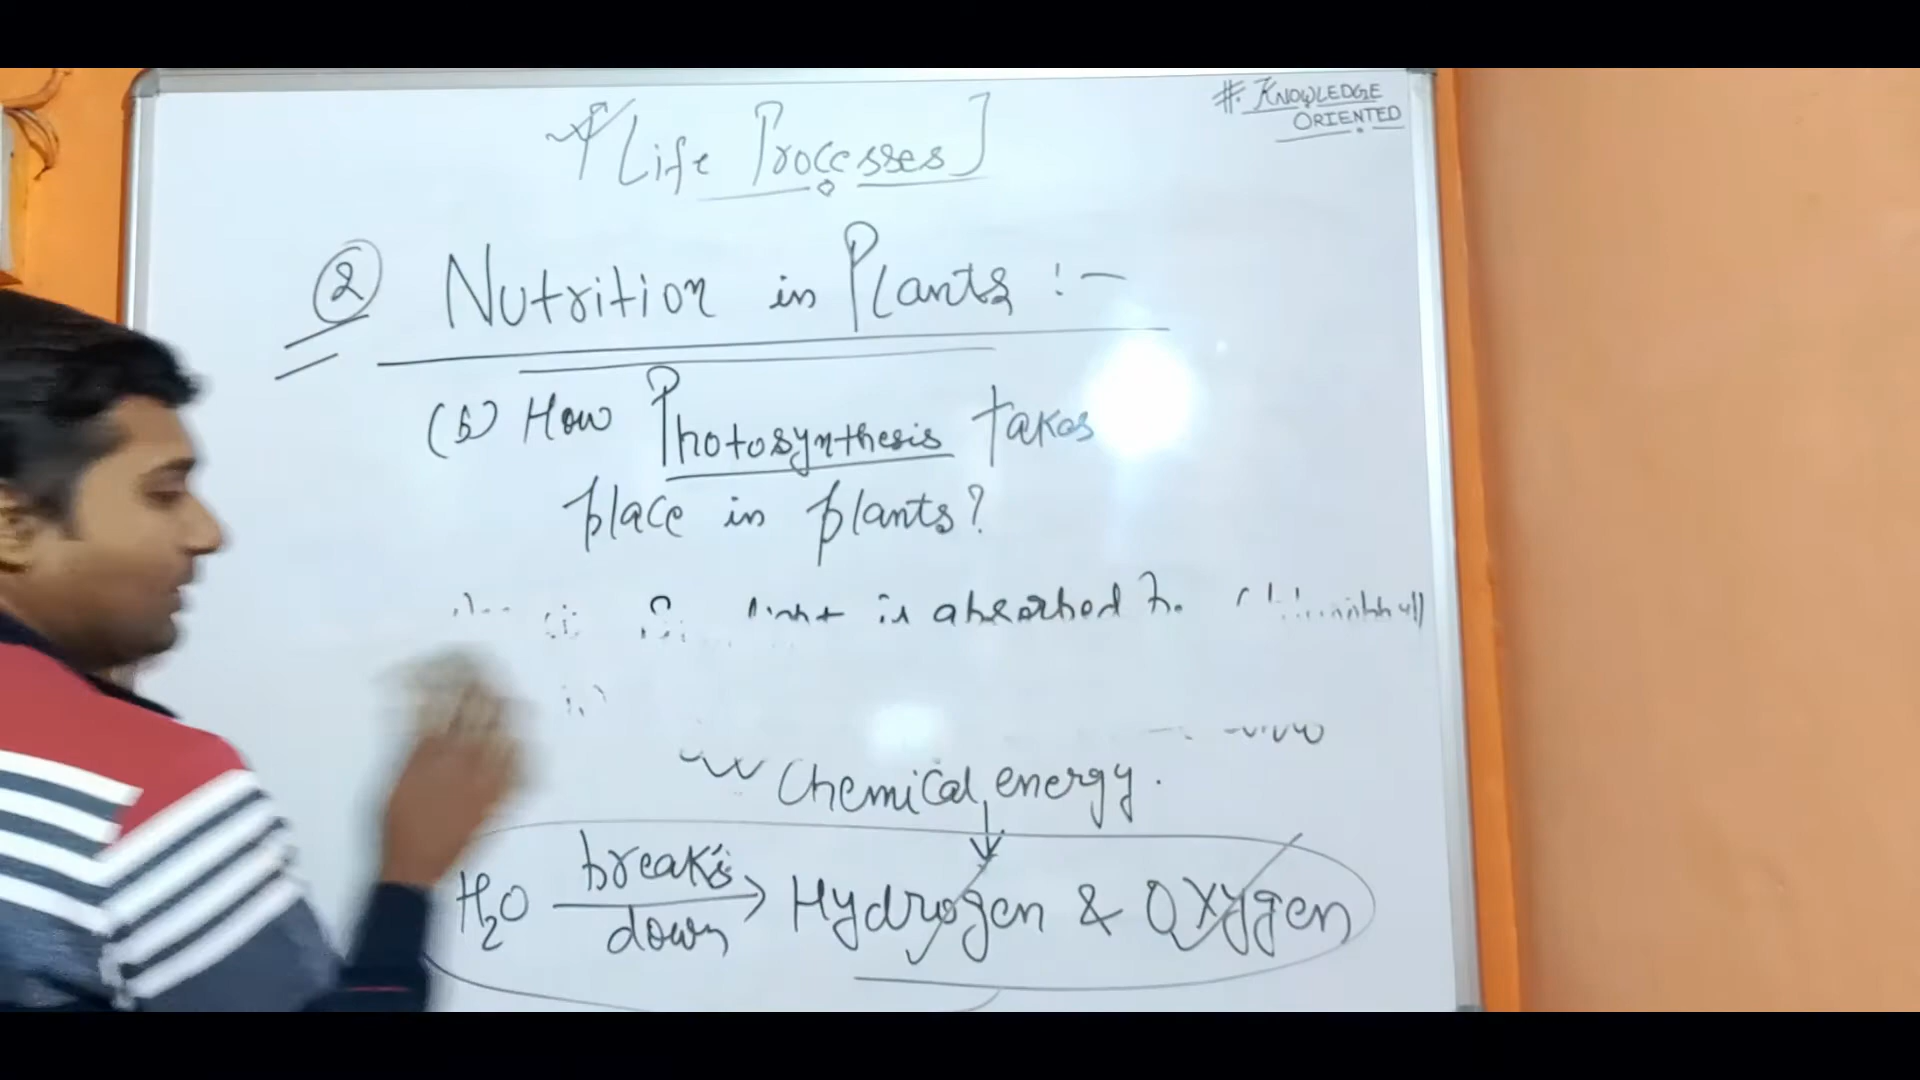 [Life Processes]
#. KNOWLEDGE
ORIENTED
② Nutrition in Plants :-
(b) How Photosynthesis takes
place in plants?
light is absorbed
Chemical energy.
H₂O breaks down → Hydrogen & Oxygen